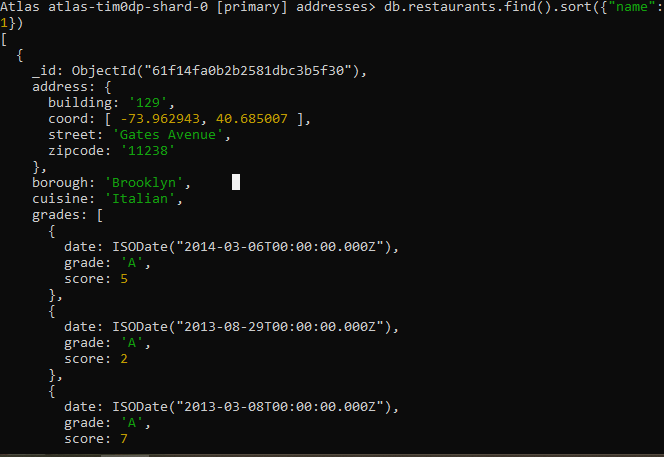 Atlas atlas-tim0dp-shard-0 [primary] addresses> db.restaurants.find().sort({"name":
1})
[
  {
    _id: ObjectId("61f14fa0b2b2581dbc3b5f30"),
    address: {
      building: '129',
      coord: [ -73.962943, 40.685007 ],
      street: 'Gates Avenue',
      zipcode: '11238'
    },
    borough: 'Brooklyn',
    cuisine: 'Italian',
    grades: [
      {
        date: ISODate("2014-03-06T00:00:00.000Z"),
        grade: 'A',
        score: 5
      },
      {
        date: ISODate("2013-08-29T00:00:00.000Z"),
        grade: 'A',
        score: 2
      },
      {
        date: ISODate("2013-03-08T00:00:00.000Z"),
        grade: 'A',
        score: 7